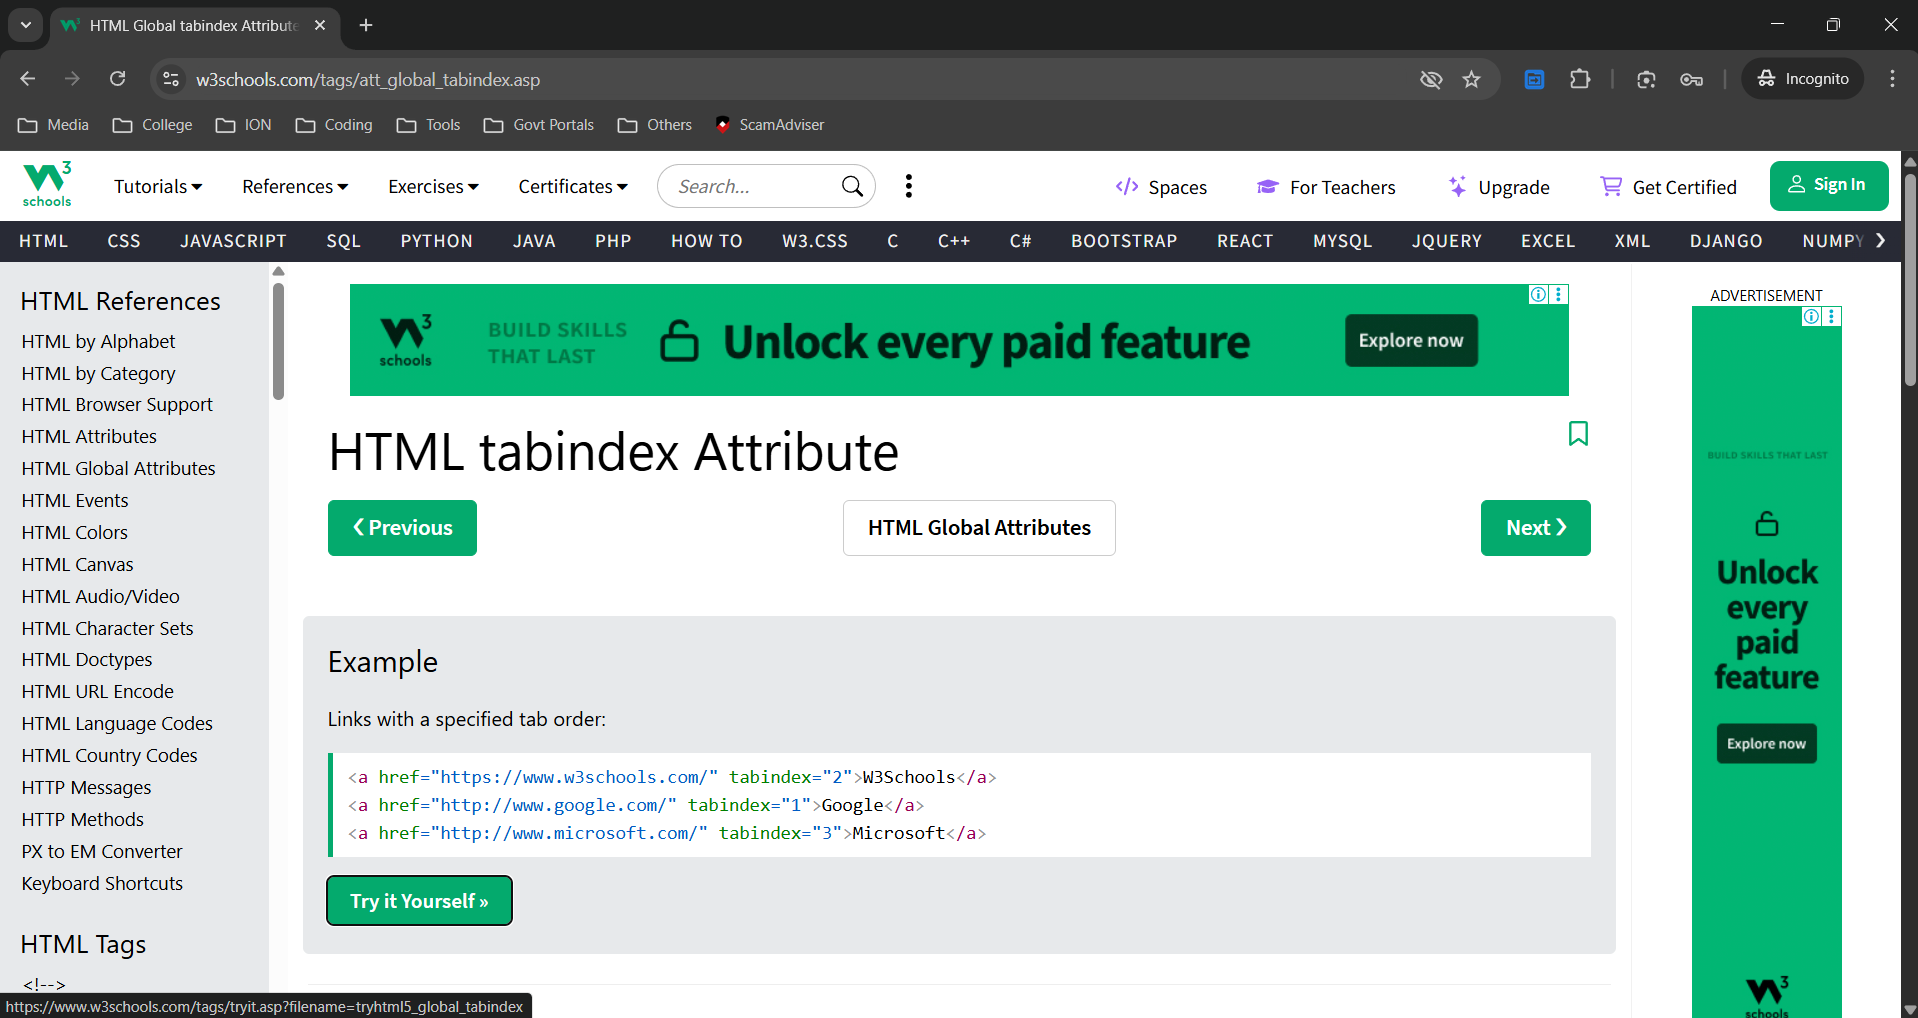 HTML Global tabindex Attribute
w3schools.com/tags/att_global_tabindex.asp
Incognito
Media
College
ION
Coding
Tools
Govt Portals
Others
ScamAdviser
W3 schools
Tutorials
References
Exercises
Certificates
Search...
Spaces
For Teachers
Upgrade
Get Certified
Sign In
HTML CSS JAVASCRIPT SQL PYTHON JAVA PHP HOW TO W3.CSS C C++ C# BOOTSTRAP REACT MYSQL JQUERY EXCEL XML DJANGO NUMPY ❯
HTML References
HTML by Alphabet
HTML by Category
HTML Browser Support
HTML Attributes
HTML Global Attributes
HTML Events
HTML Colors
HTML Canvas
HTML Audio/Video
HTML Character Sets
HTML Doctypes
HTML URL Encode
HTML Language Codes
HTML Country Codes
HTTP Messages
HTTP Methods
PX to EM Converter
Keyboard Shortcuts
HTML Tags
<!-->
W3 schools
BUILD SKILLS
THAT LAST
Unlock every paid feature
Explore now
HTML tabindex Attribute
❮ Previous
HTML Global Attributes
Next ❯
Example
Links with a specified tab order:
<a href="https://www.w3schools.com/" tabindex="2">W3Schools</a>
<a href="http://www.google.com/" tabindex="1">Google</a>
<a href="http://www.microsoft.com/" tabindex="3">Microsoft</a>
Try it Yourself »
ADVERTISEMENT
BUILD SKILLS THAT LAST
Unlock
every
paid
feature
Explore now
W3 schools
https://www.w3schools.com/tags/tryit.asp?filename=tryhtml5_global_tabindex